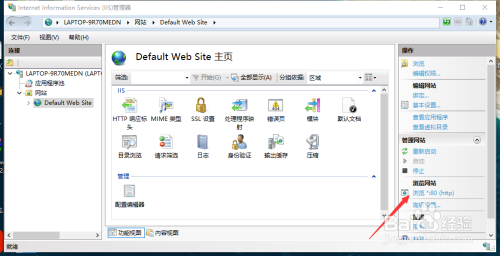 Internet Information Services (IIS)管理器
LAPTOP-9R70MEDN ▸ 网站 ▸ Default Web Site ▸
文件(F) 视图(V) 帮助(H)
连接
LAPTOP-9R70MEDN (LAPTOP
应用程序池
网站
Default Web Site
Default Web Site 主页
筛选: 开始(G) 全部显示(A) 分组依据: 区域
IIS
HTTP 响应标头 MIME 类型 SSL 设置 处理程序映射 错误页 模块 默认文档
目录浏览 请求筛选 日志 身份验证 输出缓存 压缩
管理
配置编辑器
功能视图 内容视图
操作
浏览
编辑权限...
编辑网站
绑定...
基本设置...
查看应用程序
查看虚拟目录
管理网站
重新启动
启动
停止
浏览网站
浏览 *:80 (http)
高级设置...
就绪